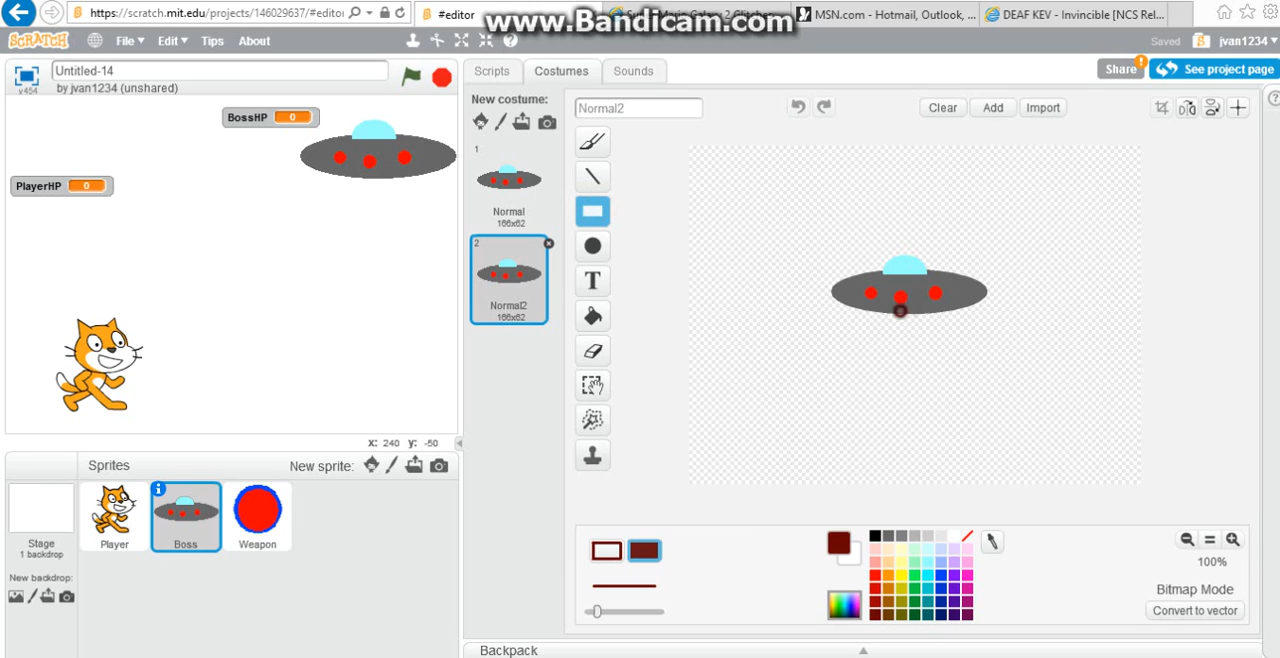 https://scratch.mit.edu/projects/146029637/#editor
#editor
www.Bandicam.com
MSN.com - Hotmail, Outlook, ...
DEAF KEV - Invincible [NCS Rel...
SCRATCH
File
Edit
Tips
About
Saved
jvan1234
v454
Untitled-14
by jvan1234 (unshared)
Scripts
Costumes
Sounds
Share
See project page
New costume:
Normal2
Clear
Add
Import
BossHP 0
PlayerHP 0
1
Normal
166x62
2
Normal2
166x62
T
x: 240 y: -50
Sprites
New sprite:
Stage
1 backdrop
New backdrop:
Player
Boss
Weapon
100%
Bitmap Mode
Convert to vector
Backpack